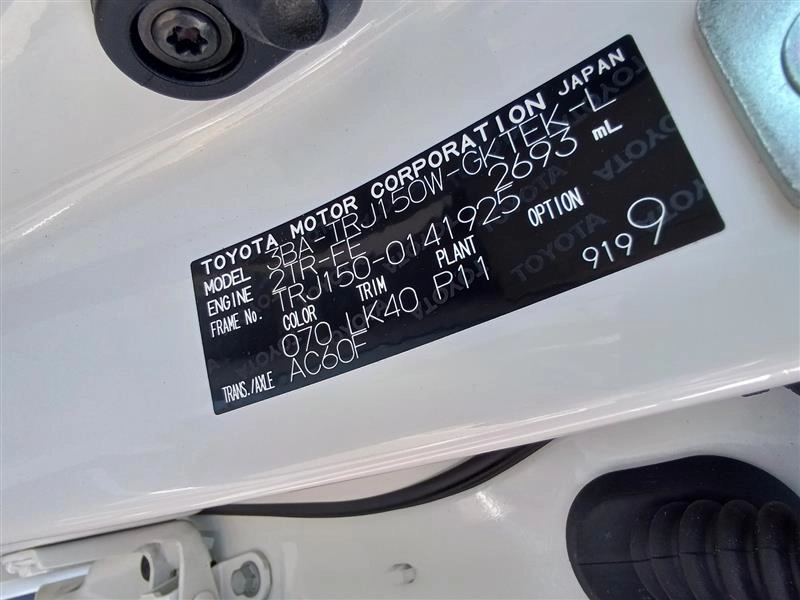 TOYOTA MOTOR CORPORATION JAPAN
MODEL 3BA-TRJ150W-GKTEK-L
ENGINE 2TR-FE 2693 mL
FRAME No. TRJ150-0141925
COLOR TRIM PLANT OPTION
070 LK40 P11 919 9
TRANS./AXLE AC60F